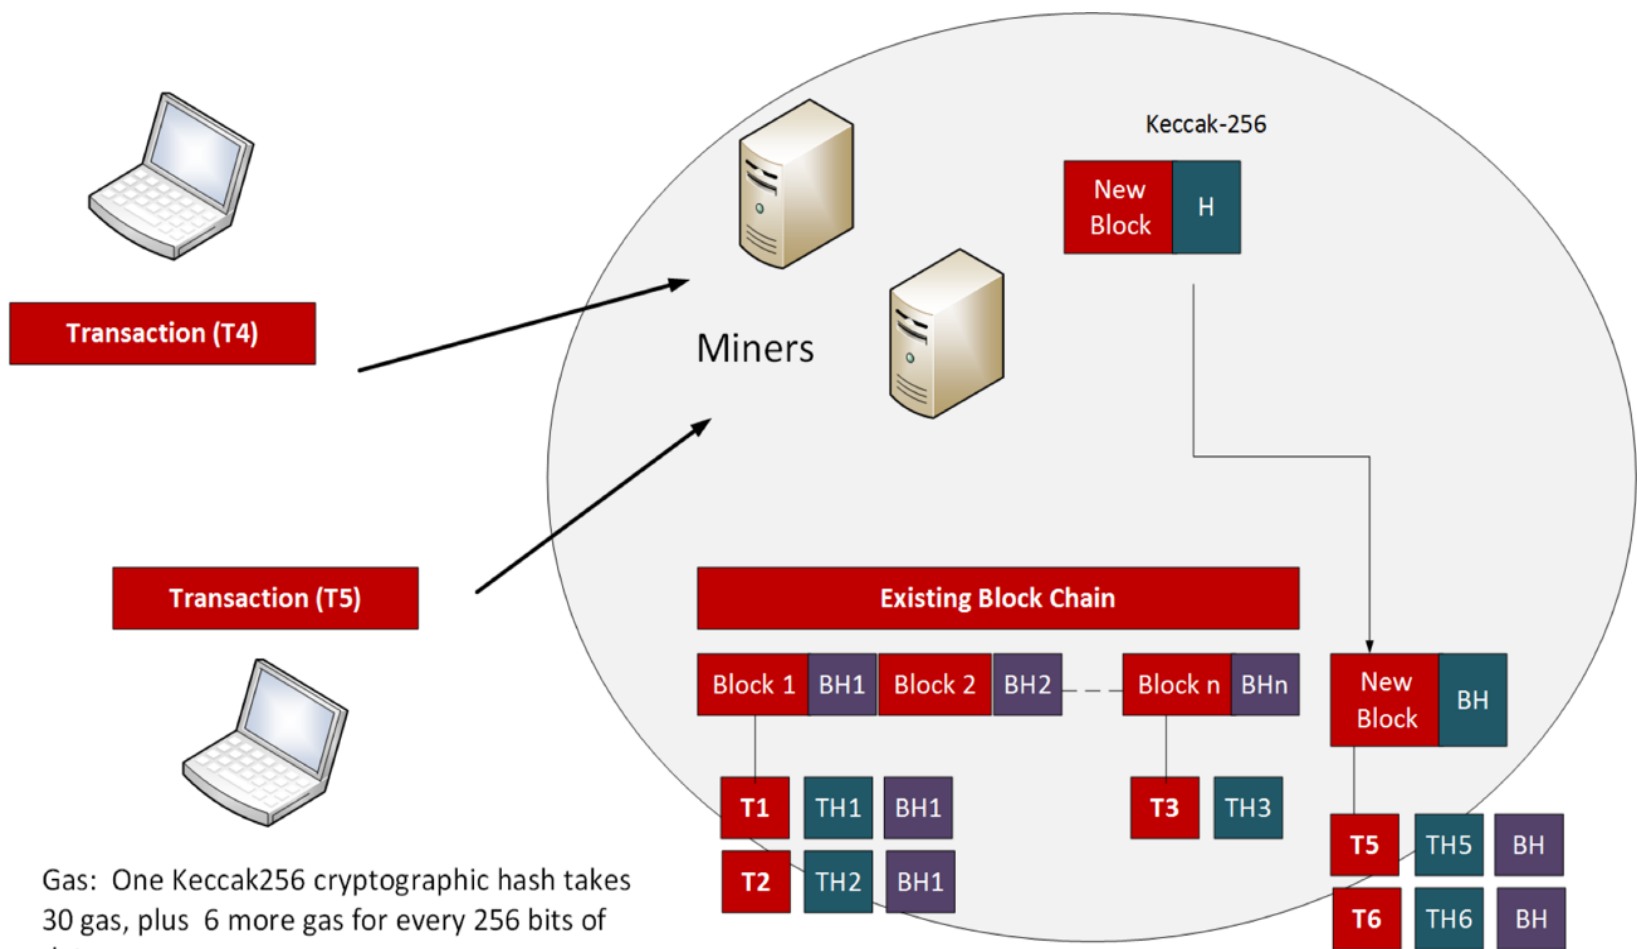 Keccak-256
New
Block
H
Transaction (T4)
Miners
Transaction (T5)
Existing Block Chain
Block 1 BH1 Block 2 BH2 Block n BHn
New
Block
BH
T1 TH1 BH1
T2 TH2 BH1
T3 TH3
T5 TH5 BH
T6 TH6 BH
Gas: One Keccak256 cryptographic hash takes
30 gas, plus 6 more gas for every 256 bits of